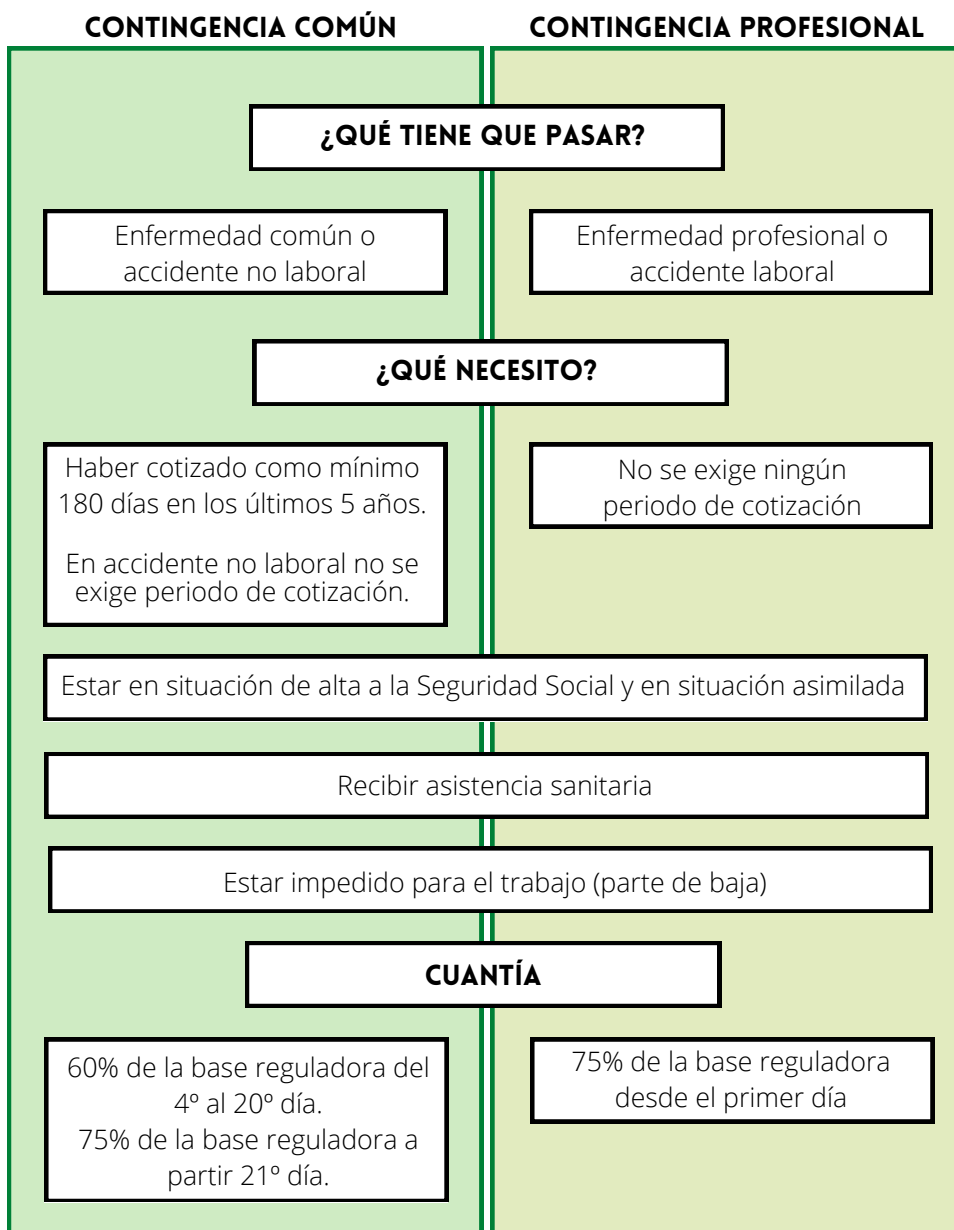 CONTINGENCIA COMÚN
CONTINGENCIA PROFESIONAL
¿QUÉ TIENE QUE PASAR?
Enfermedad común o
accidente no laboral
Enfermedad profesional o
accidente laboral
¿QUÉ NECESITO?
Haber cotizado como mínimo
180 días en los últimos 5 años.
En accidente no laboral no se
exige periodo de cotización.
No se exige ningún
periodo de cotización
Estar en situación de alta a la Seguridad Social y en situación asimilada
Recibir asistencia sanitaria
Estar impedido para el trabajo (parte de baja)
CUANTÍA
60% de la base reguladora del
4º al 20º día.
75% de la base reguladora a
partir 21º día.
75% de la base reguladora
desde el primer día